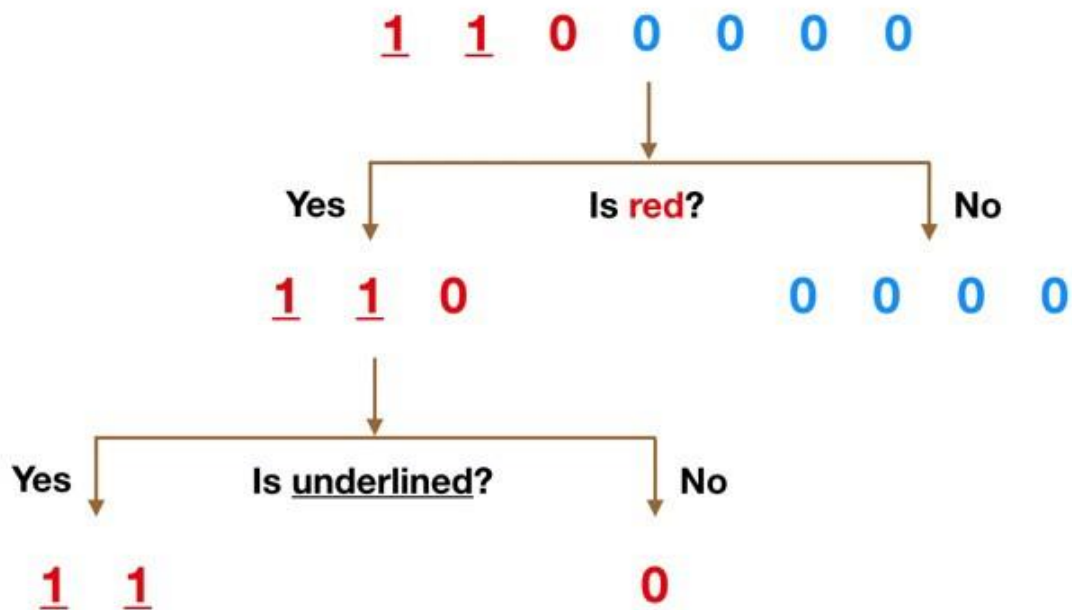 1 1 0 0 0 0 0
Yes Is red? No
1 1 0 0 0 0 0
Yes Is underlined? No
1 1 0